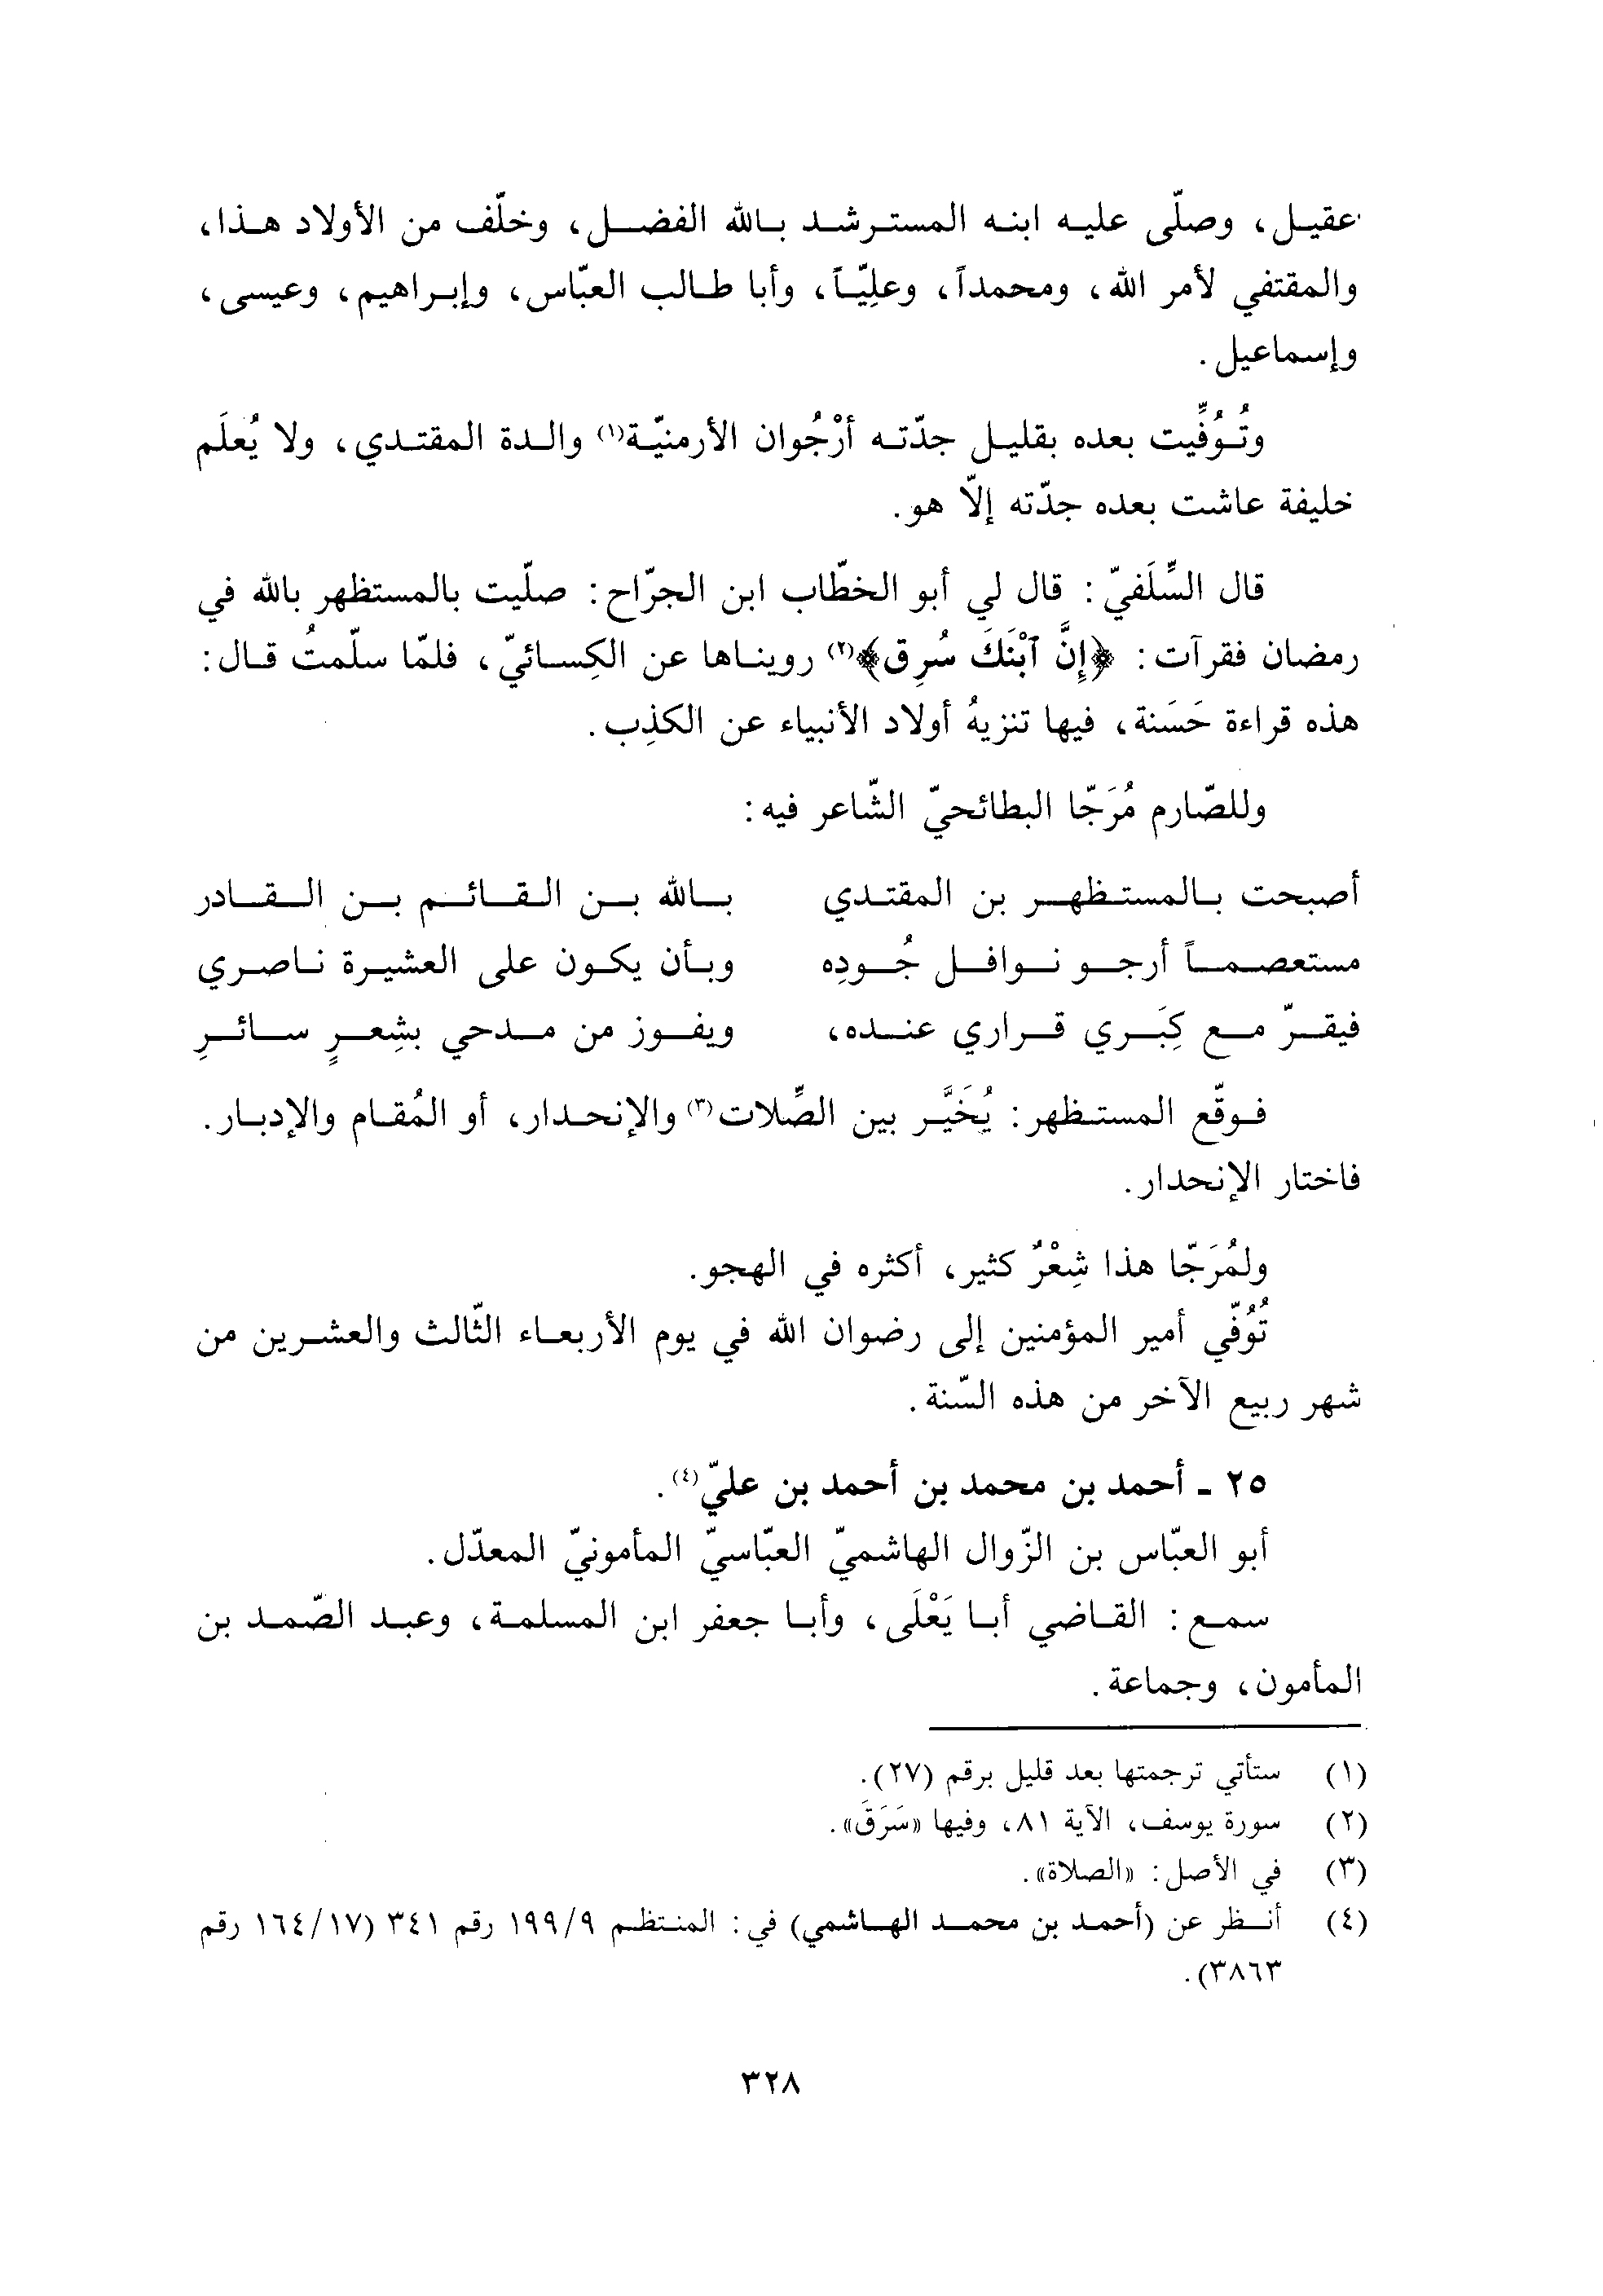 عقيل، وصلّى عليه ابنه المسترشد بالله الفضل، وخلّف من الأولاد هذا،
والمقتفي لأمر الله، ومحمداً، وعلِيّاً، وأبا طالب العبّاس، وإبراهيم، وعيسى،
وإسماعيل.
وتُوُفِّيت بعده بقليل جدّته أرْجُوان الأرمنيّة(١) والدة المقتدي، ولا يُعلَم
خليفة عاشت بعده جدّته إلاّ هو.
قال السِّلَفيّ: قال لي أبو الخطّاب ابن الجرّاح: صلّيت بالمستظهر بالله في
رمضان فقرآت: ﴿إِنَّ ٱبْنَكَ سُرِق﴾(٢) رويناها عن الكِسائيّ، فلمّا سلّمتُ قال:
هذه قراءة حَسَنة، فيها تنزيهُ أولاد الأنبياء عن الكذِب.
وللصّارم مُرَجّا البطائحيّ الشّاعر فيه:
أصبحت بالمستظهر بن المقتدي بالله بن القائم بن القادر
مستعصماً أرجو نوافل جُودِه وبأن يكون على العشيرة ناصري
فيقرّ مع كِبَري قراري عنده، ويفوز من مدحي بشِعرٍ سائرِ
فوقّع المستظهر: يُخَيَّر بين الصِّلات(٣) والإنحدار، أو المُقام والإدبار.
فاختار الإنحدار.
ولمُرَجّا هذا شِعْرٌ كثير، أكثره في الهجو.
تُوُفّي أمير المؤمنين إلى رضوان الله في يوم الأربعاء الثّالث والعشرين من
شهر ربيع الآخر من هذه السّنة.
٢٥ - أحمد بن محمد بن أحمد بن عليّ(٤).
أبو العبّاس بن الزّوال الهاشميّ العبّاسيّ المأمونيّ المعدّل.
سمع: القاضي أبا يَعْلَى، وأبا جعفر ابن المسلمة، وعبد الصّمد بن
المأمون، وجماعة.
(١) ستأتي ترجمتها بعد قليل برقم (٢٧).
(٢) سورة يوسف، الآية ٨١، وفيها «سَرَقَ».
(٣) في الأصل: «الصلاة».
(٤) أنظر عن (أحمد بن محمد الهاشمي) في: المنتظم ١٩٩/٩ رقم ٣٤١ (١٦٤/١٧ رقم
٣٨٦٣).
٣٢٨